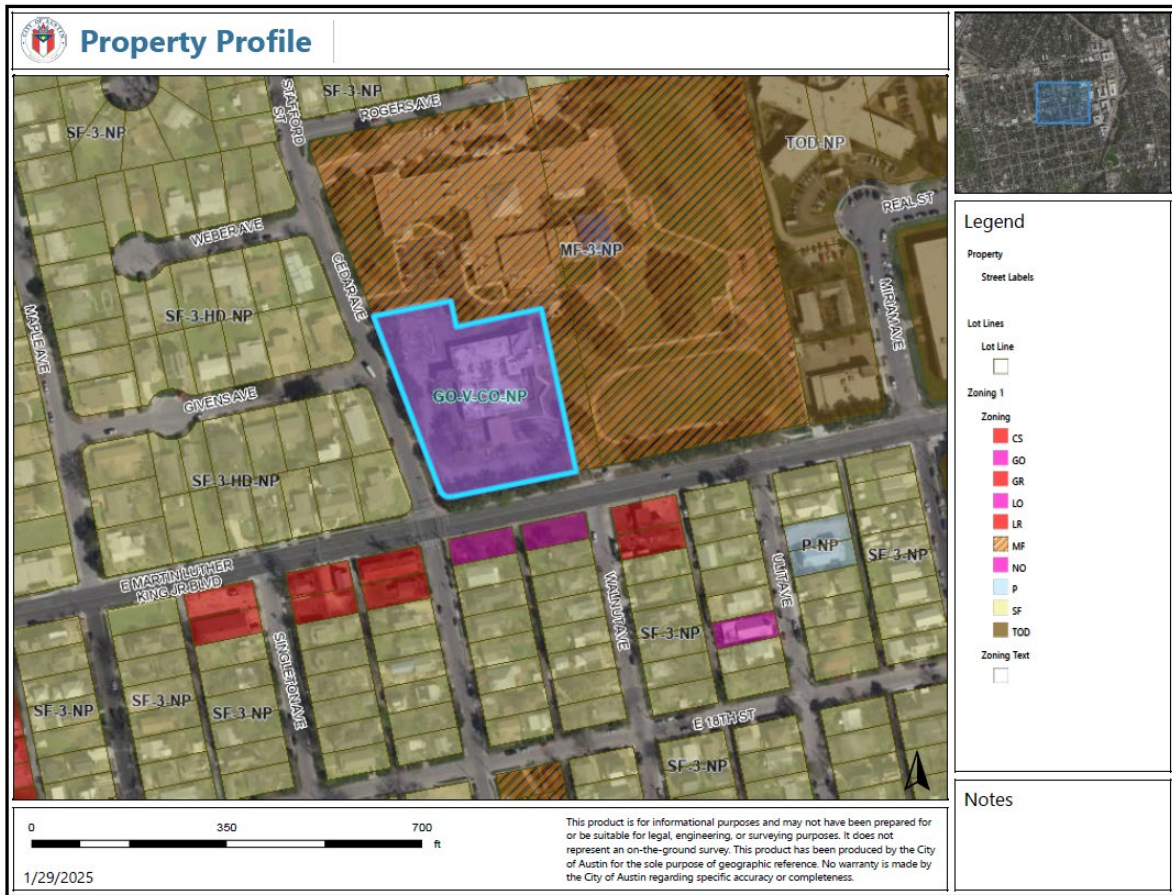 CITY OF AUSTIN
Property Profile
STAFFORD ST
SF-3-NP
ROGERS AVE
SF-3-NP
TOD-NP
REAL ST
WEBER AVE
MF-3-NP
CEDAR AVE
MIRIAM AVE
MAPLE AVE
SF-3-HD-NP
GIVENS AVE
GO-V-CO-NP
SF-3-HD-NP
E MARTIN LUTHER
KING JR BLVD
P-NP
SF-3-NP
ULIT AVE
WALNUT AVE
SF-3-NP
SINGLETON AVE
SF-3-NP
SF-3-NP
SF-3-NP
E 18TH ST
SF-3-NP
Legend
Property
Street Labels
Lot Lines
Lot Line
Zoning 1
Zoning
CS
GO
GR
LO
LR
MF
NO
P
SF
TOD
Zoning Text
Notes
0 350 700
ft
1/29/2025
This product is for informational purposes and may not have been prepared for
or be suitable for legal, engineering, or surveying purposes. It does not
represent an on-the-ground survey. This product has been produced by the City
of Austin for the sole purpose of geographic reference. No warranty is made by
the City of Austin regarding specific accuracy or completeness.